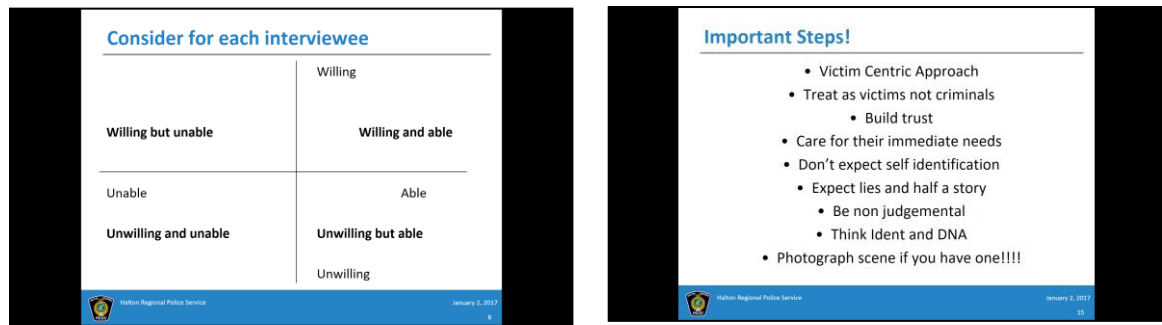 Consider for each interviewee
Willing
Willing but unable
Willing and able
Unable
Able
Unwilling and unable
Unwilling but able
Unwilling
Halton Regional Police Service
January 2, 2017
8
Important Steps!
• Victim Centric Approach
• Treat as victims not criminals
• Build trust
• Care for their immediate needs
• Don't expect self identification
• Expect lies and half a story
• Be non judgemental
• Think Ident and DNA
• Photograph scene if you have one!!!!
Halton Regional Police Service
January 2, 2017
15